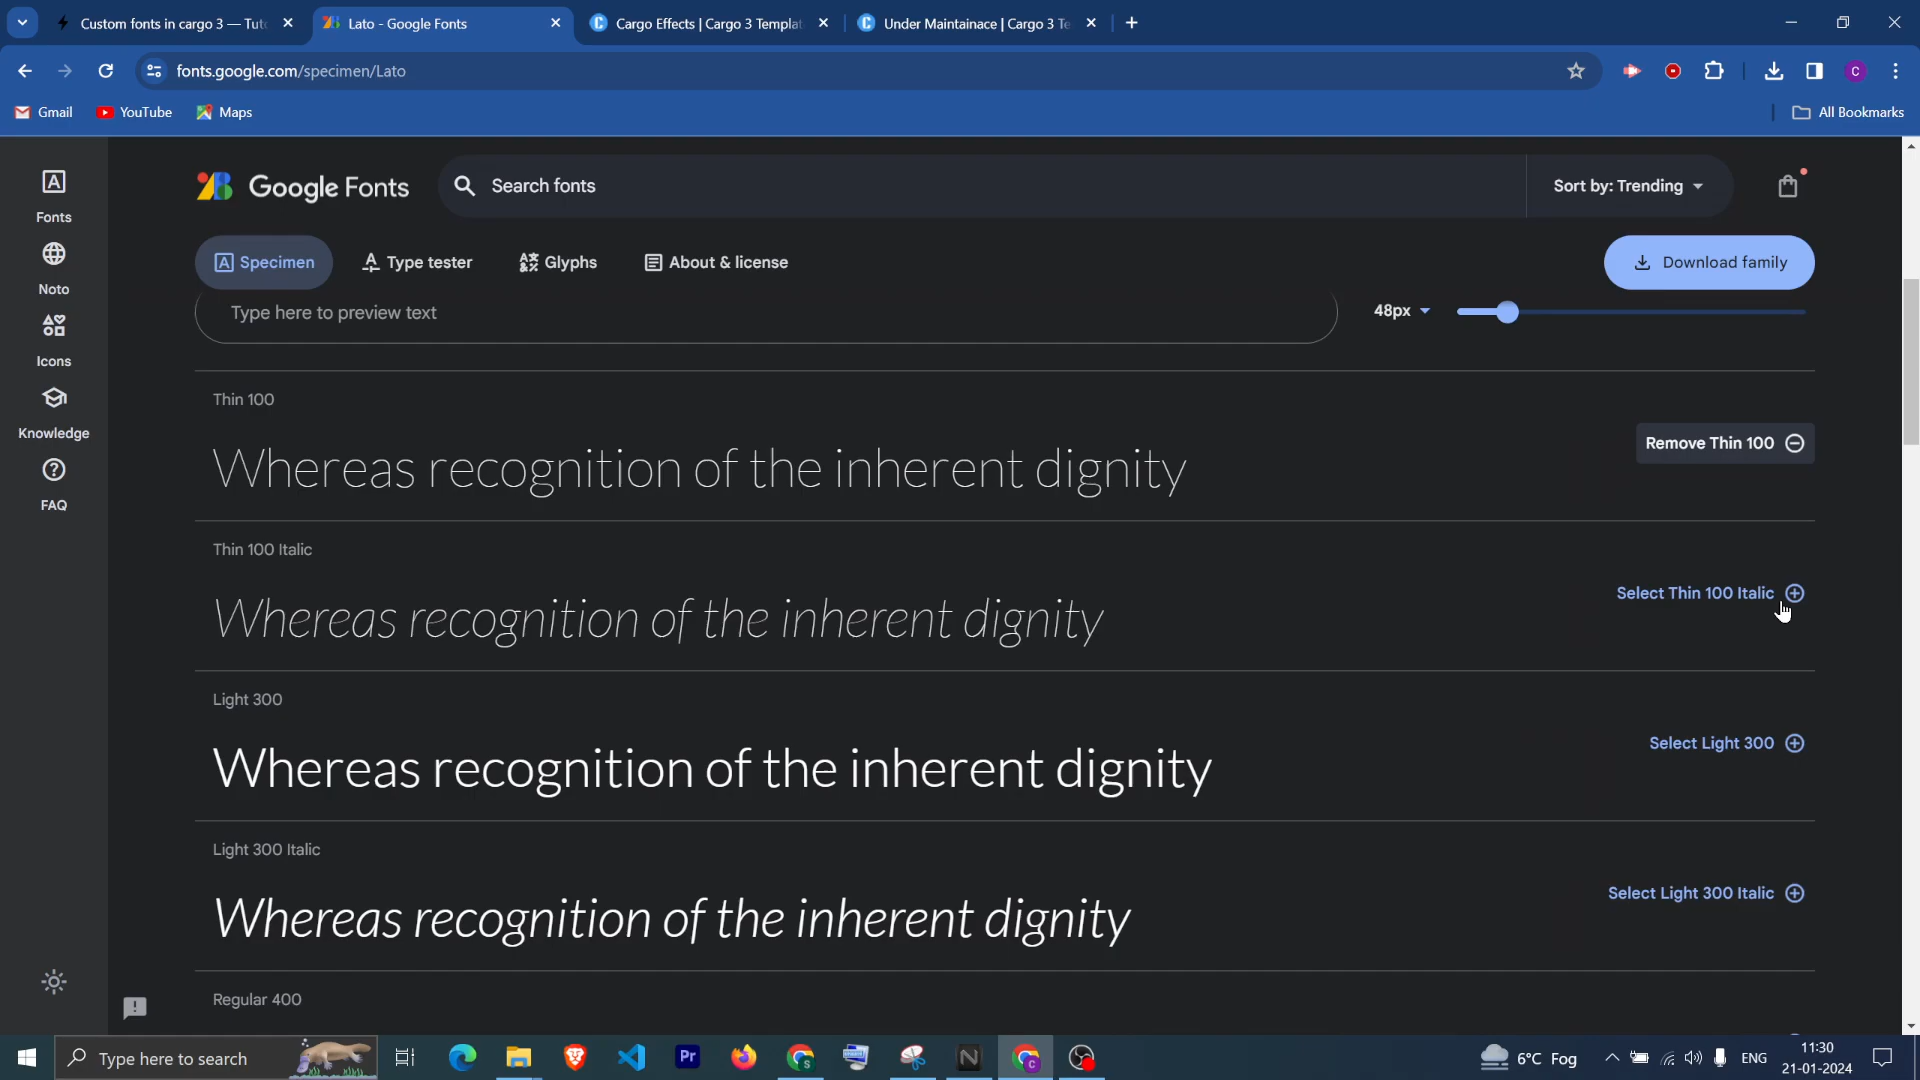 Custom fonts in cargo 3 — Tut
Lato - Google Fonts
Cargo Effects | Cargo 3 Templat
Under Maintainace | Cargo 3 Te
fonts.google.com/specimen/Lato
C
Gmail
YouTube
Maps
All Bookmarks
Fonts
Noto
Icons
Knowledge
FAQ
Google Fonts
Search fonts
Sort by: Trending
Specimen
Type tester
Glyphs
About & license
Download family
Type here to preview text
48px
Thin 100
Whereas recognition of the inherent dignity
Remove Thin 100
Thin 100 Italic
Whereas recognition of the inherent dignity
Select Thin 100 Italic
Light 300
Whereas recognition of the inherent dignity
Select Light 300
Light 300 Italic
Whereas recognition of the inherent dignity
Select Light 300 Italic
Regular 400
Type here to search
Pr
6°C Fog
ENG
11:30
21-01-2024